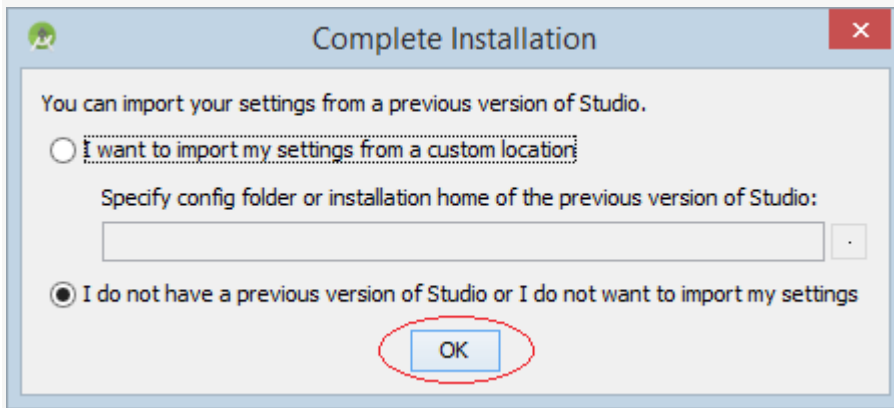 Complete Installation
You can import your settings from a previous version of Studio.
I want to import my settings from a custom location
Specify config folder or installation home of the previous version of Studio:
.
I do not have a previous version of Studio or I do not want to import my settings
OK